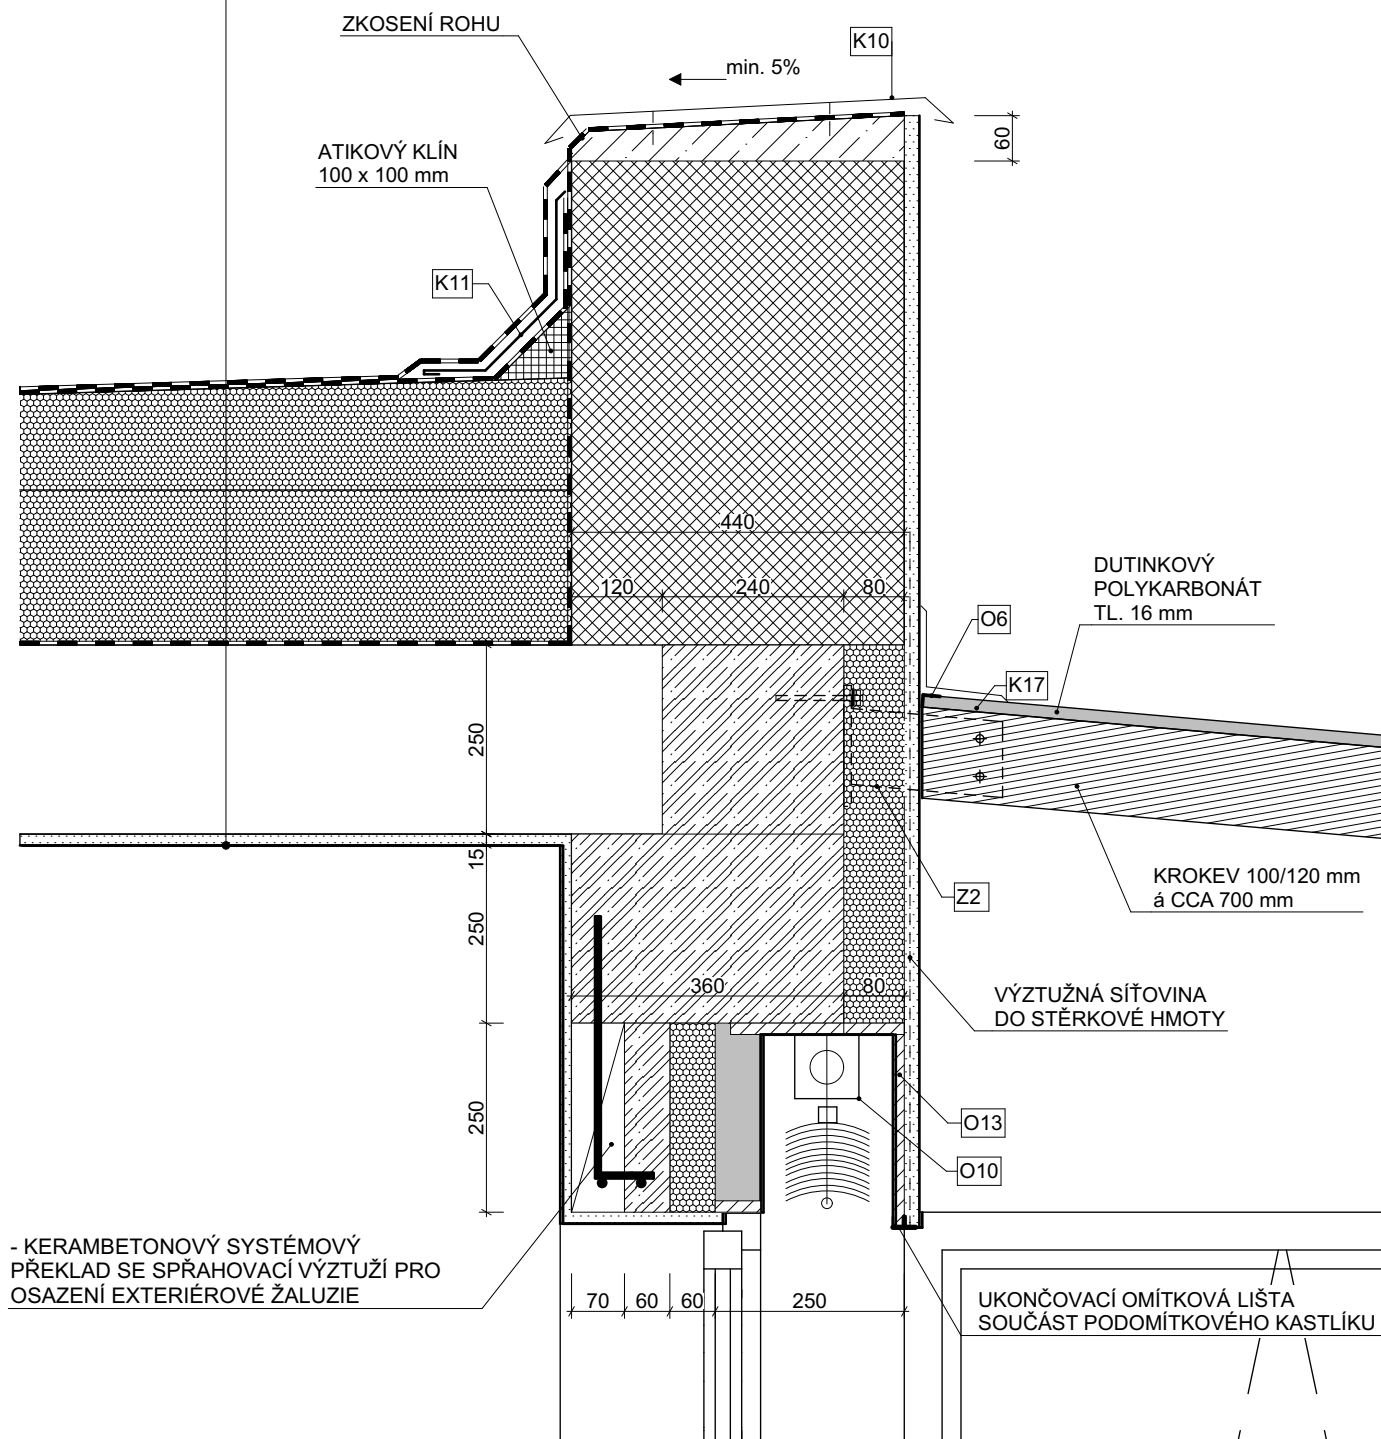 ZKOSENÍ ROHU
K10
min. 5%
60
ATIKOVÝ KLÍN
100 x 100 mm
K11
440
120
240
80
DUTINKOVÝ
POLYKARBONÁT
TL. 16 mm
O6
K17
250
15
250
KROKEV 100/120 mm
á CCA 700 mm
Z2
360
80
VÝZTUŽNÁ SÍŤOVINA
DO STĚRKOVÉ HMOTY
250
O13
O10
- KERAMBETONOVÝ SYSTÉMOVÝ
PŘEKLAD SE SPŘAHOVACÍ VÝZTUŽÍ PRO
OSAZENÍ EXTERIÉROVÉ ŽALUZIE
70
60
60
250
UKONČOVACÍ OMÍTKOVÁ LIŠTA
SOUČÁST PODOMÍTKOVÉHO KASTLÍKU